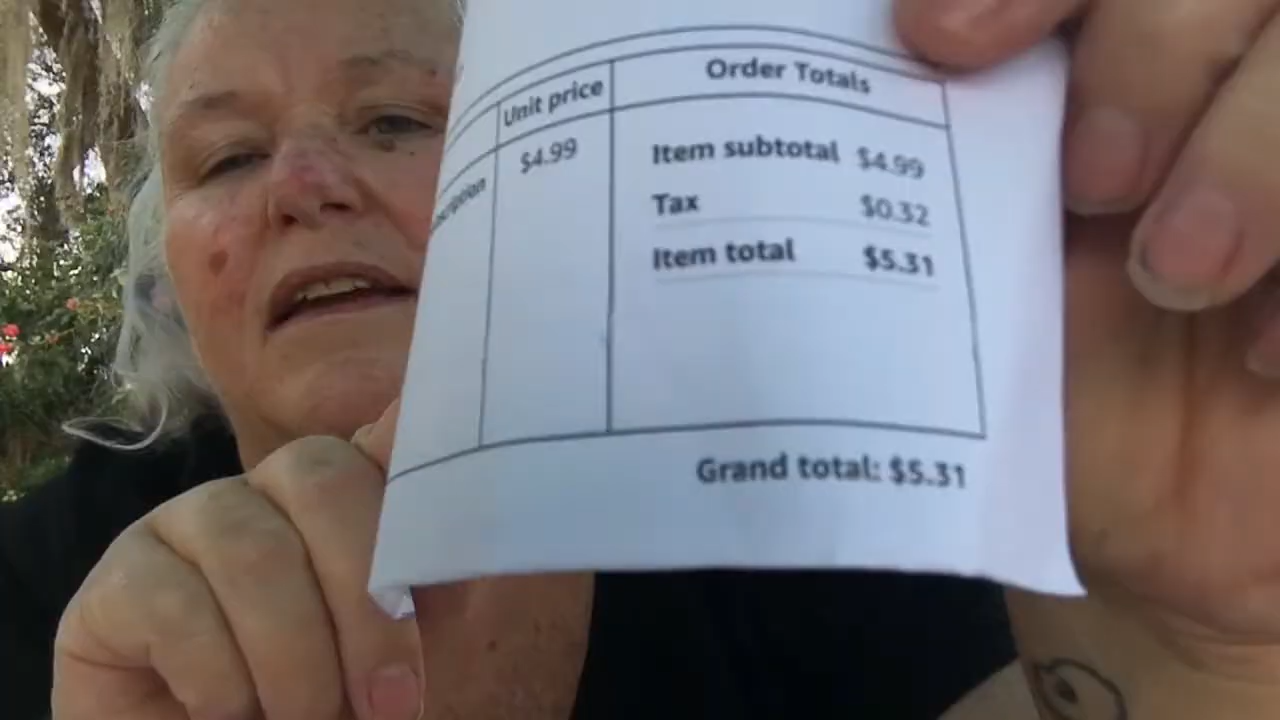 Unit price Order Totals
$4.99 Item subtotal $4.99
Tax $0.32
Item total $5.31
Grand total: $5.31